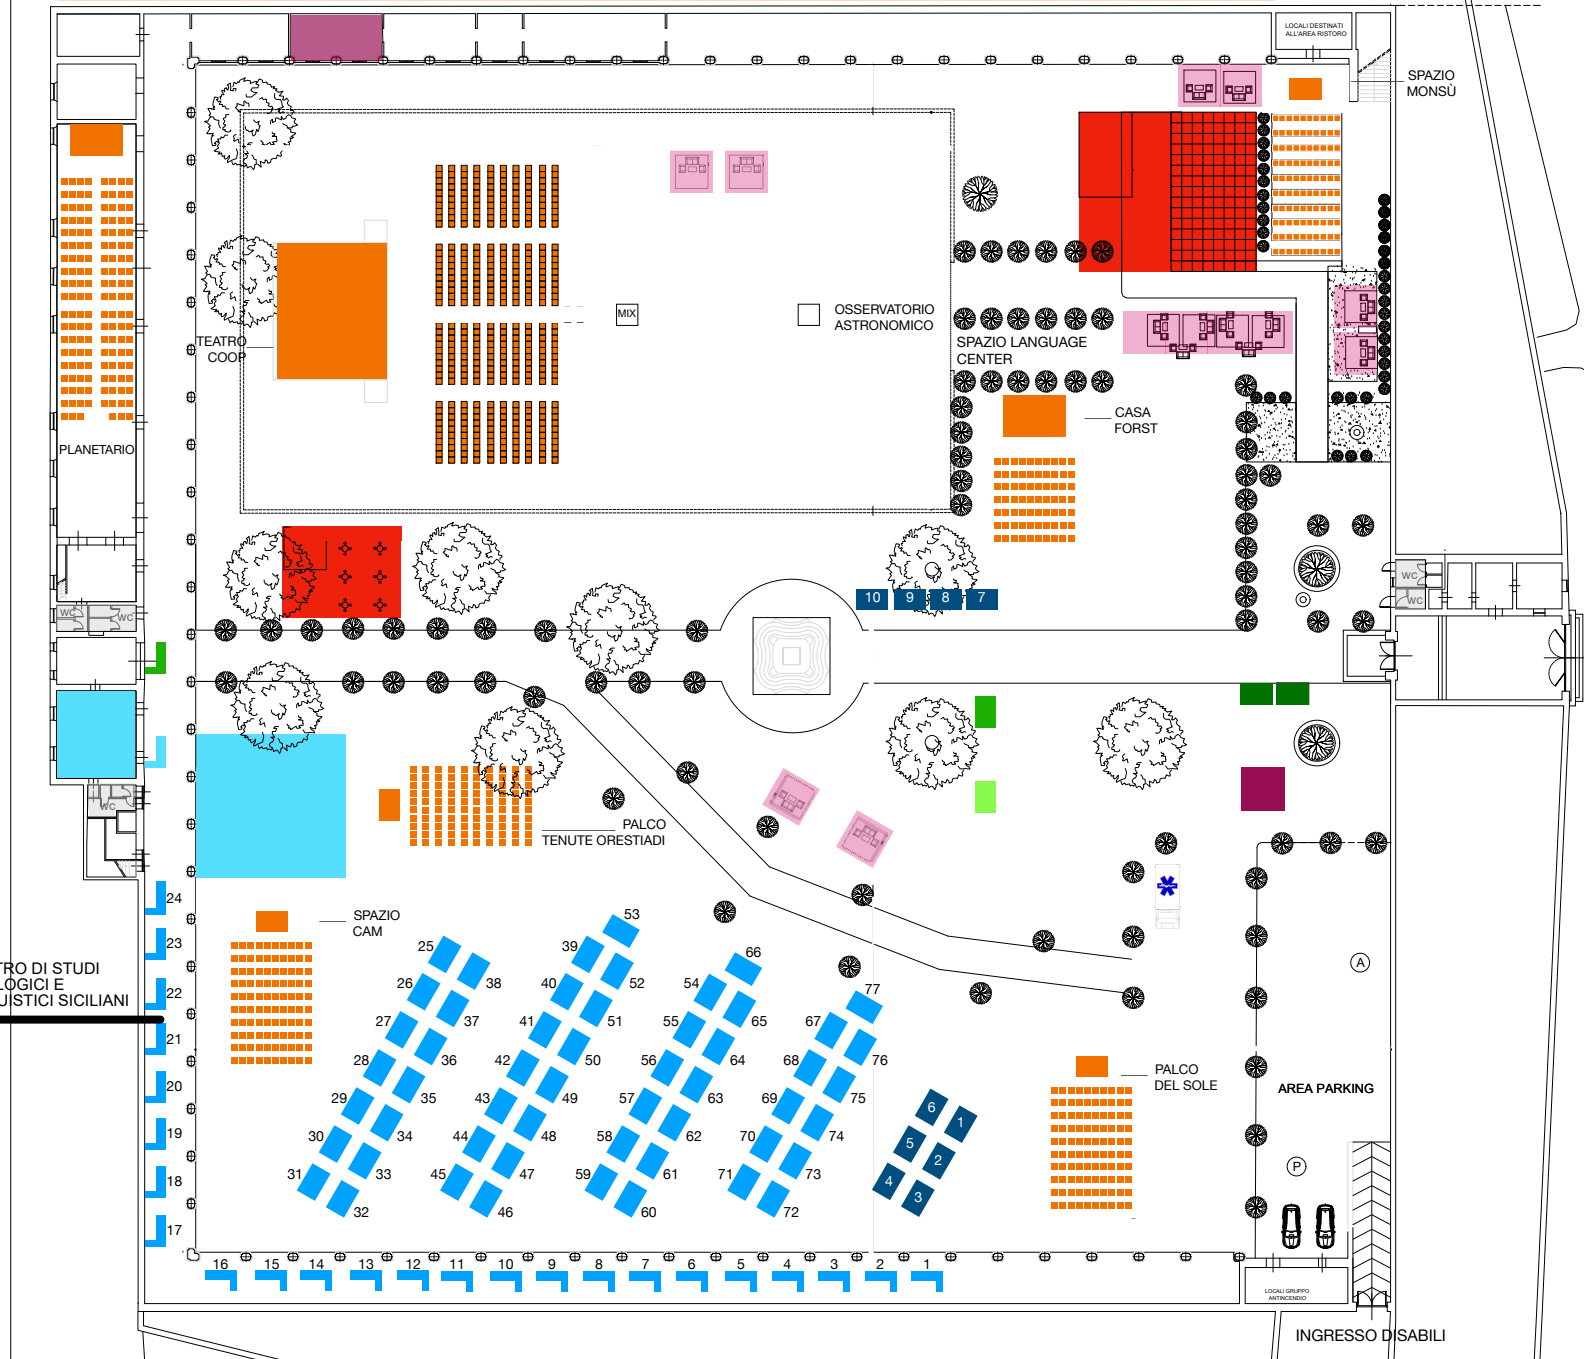 LOCALI DESTINATI
ALL'AREA RISTORO
SPAZIO
MONSÙ
MIX
OSSERVATORIO
ASTRONOMICO
SPAZIO LANGUAGE
CENTER
TEATRO
COOP
CASA
FORST
PLANETARIO
WC
WC
WC
WC
WC
10 9 8 7
PALCO
TENUTE ORESTIADI
SPAZIO
CAM
TRO DI STUDI
LOGICI E
UISTICI SICILIANI
24
23
22
21
20
19
18
17
25
26
27
28
29
30
31
38
37
36
35
34
33
32
39
40
41
42
43
44
45
53
52
51
50
49
48
47
46
54
55
56
57
58
59
66
65
64
63
62
61
60
67
68
69
70
71
77
76
75
74
73
72
6
5
4
1
2
3
PALCO
DEL SOLE
A
AREA PARKING
P
16 15 14 13 12 11 10 9 8 7 6 5 4 3 2 1
LOCALI GRUPPO
ANTINCENDIO
INGRESSO DISABILI